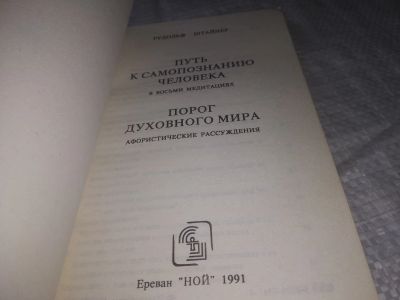 РУДОЛЬФ ШТАЙНЕР
ПУТЬ
К САМОПОЗНАНИЮ
ЧЕЛОВЕКА
В ВОСЬМИ МЕДИТАЦИЯХ
ПОРОГ
ДУХОВНОГО МИРА
АФОРИСТИЧЕСКИЕ РАССУЖДЕНИЯ
Ереван "НОЙ" 1991